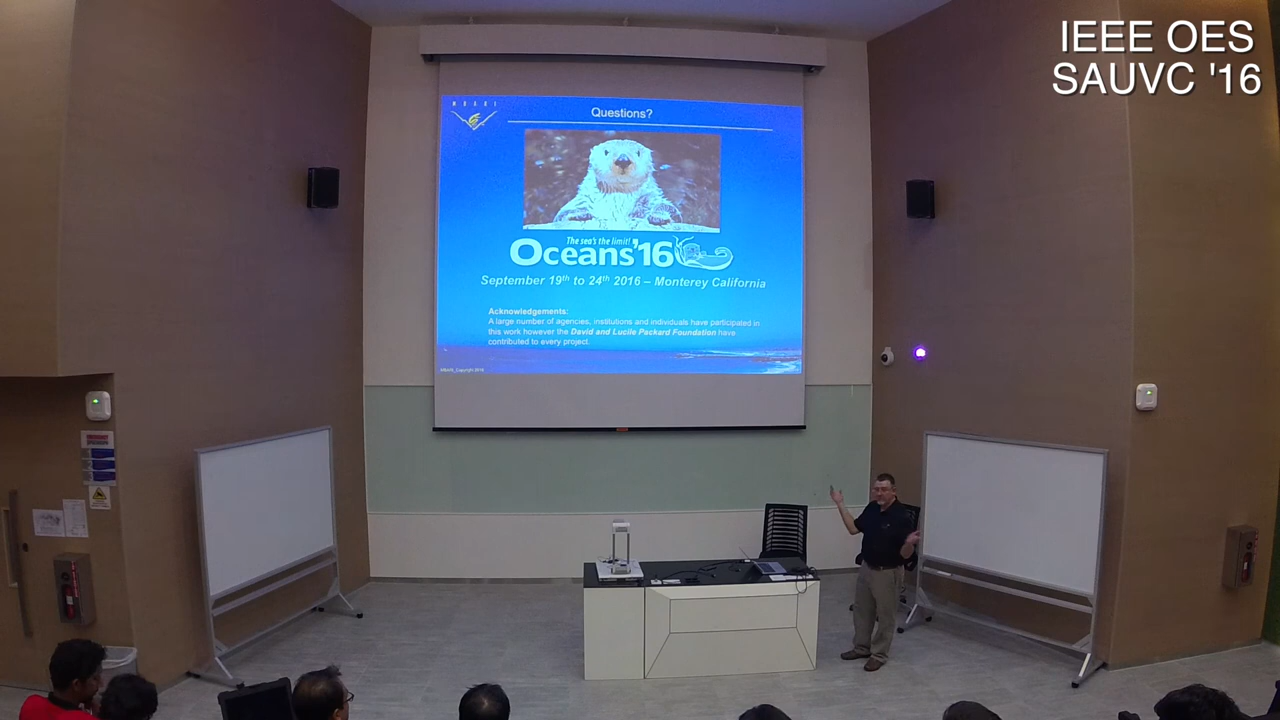 IEEE OES
SAUVC '16
MBARI
Questions?
The sea's the limit!
Oceans'16
September 19th to 24th 2016 – Monterey California
Acknowledgements:
A large number of agencies, institutions and individuals have participated in
this work however the David and Lucile Packard Foundation have
contributed to every project.